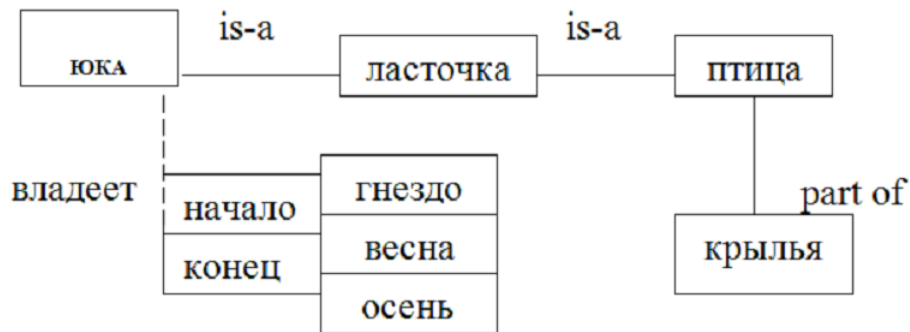 is-a
is-a
ЮКА
ласточка
птица
владеет
гнездо
part of
начало
крылья
весна
конец
осень